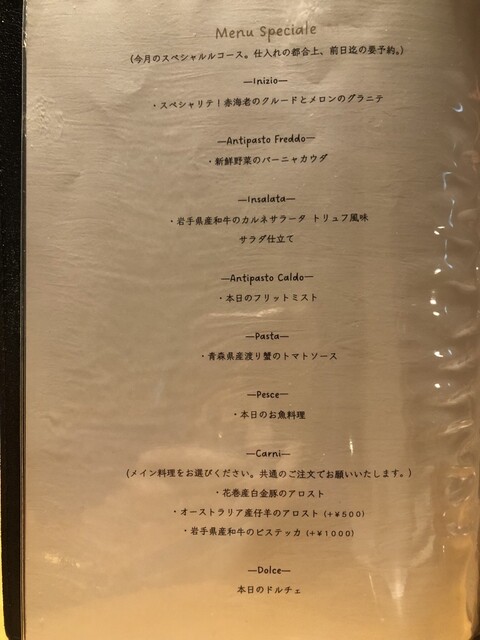 Menu Speciale
(今月のスペシャルルコース。仕入れの都合上、前日迄の要予約。)
—Inizio—
・スペシャリテ！赤海老のクルードとメロンのグラニテ
—Antipasto Freddo—
・新鮮野菜のバーニャカウダ
—Insalata—
・岩手県産和牛のカルネサラータ トリュフ風味
サラダ仕立て
—Antipasto Caldo—
・本日のフリットミスト
—Pasta—
・青森県産渡り蟹のトマトソース
—Pesce—
・本日のお魚料理
—Carni—
(メイン料理をお選びください。共通のご注文でお願いいたします。)
・花巻産白金豚のアロスト
・オーストラリア産仔羊のアロスト (+¥500)
・岩手県産和牛のビステッカ (+¥1000)
—Dolce—
本日のドルチェ